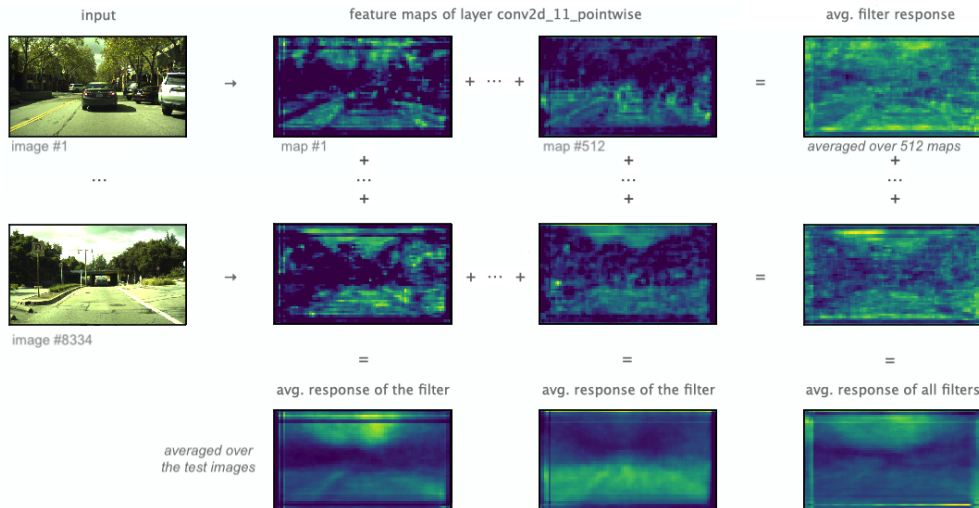 input
feature maps of layer conv2d_11_pointwise
avg. filter response
→
+ ⋯ +
=
image #1
map #1
map #512
averaged over 512 maps
+
+
+
...
...
...
...
+
+
+
→
+ ⋯ +
=
image #8334
=
=
=
avg. response of the filter
avg. response of the filter
avg. response of all filters
averaged over
the test images